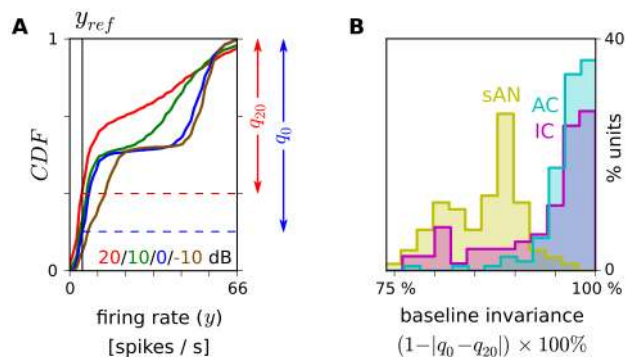 A
y_ref
1
CDF
0
20/10/0/-10 dB
0
66
firing rate (y)
[spikes / s]
q_20
q_0
B
40
sAN
AC
IC
% units
0
75 %
100 %
baseline invariance
(1−|q_0 −q_20|) × 100%